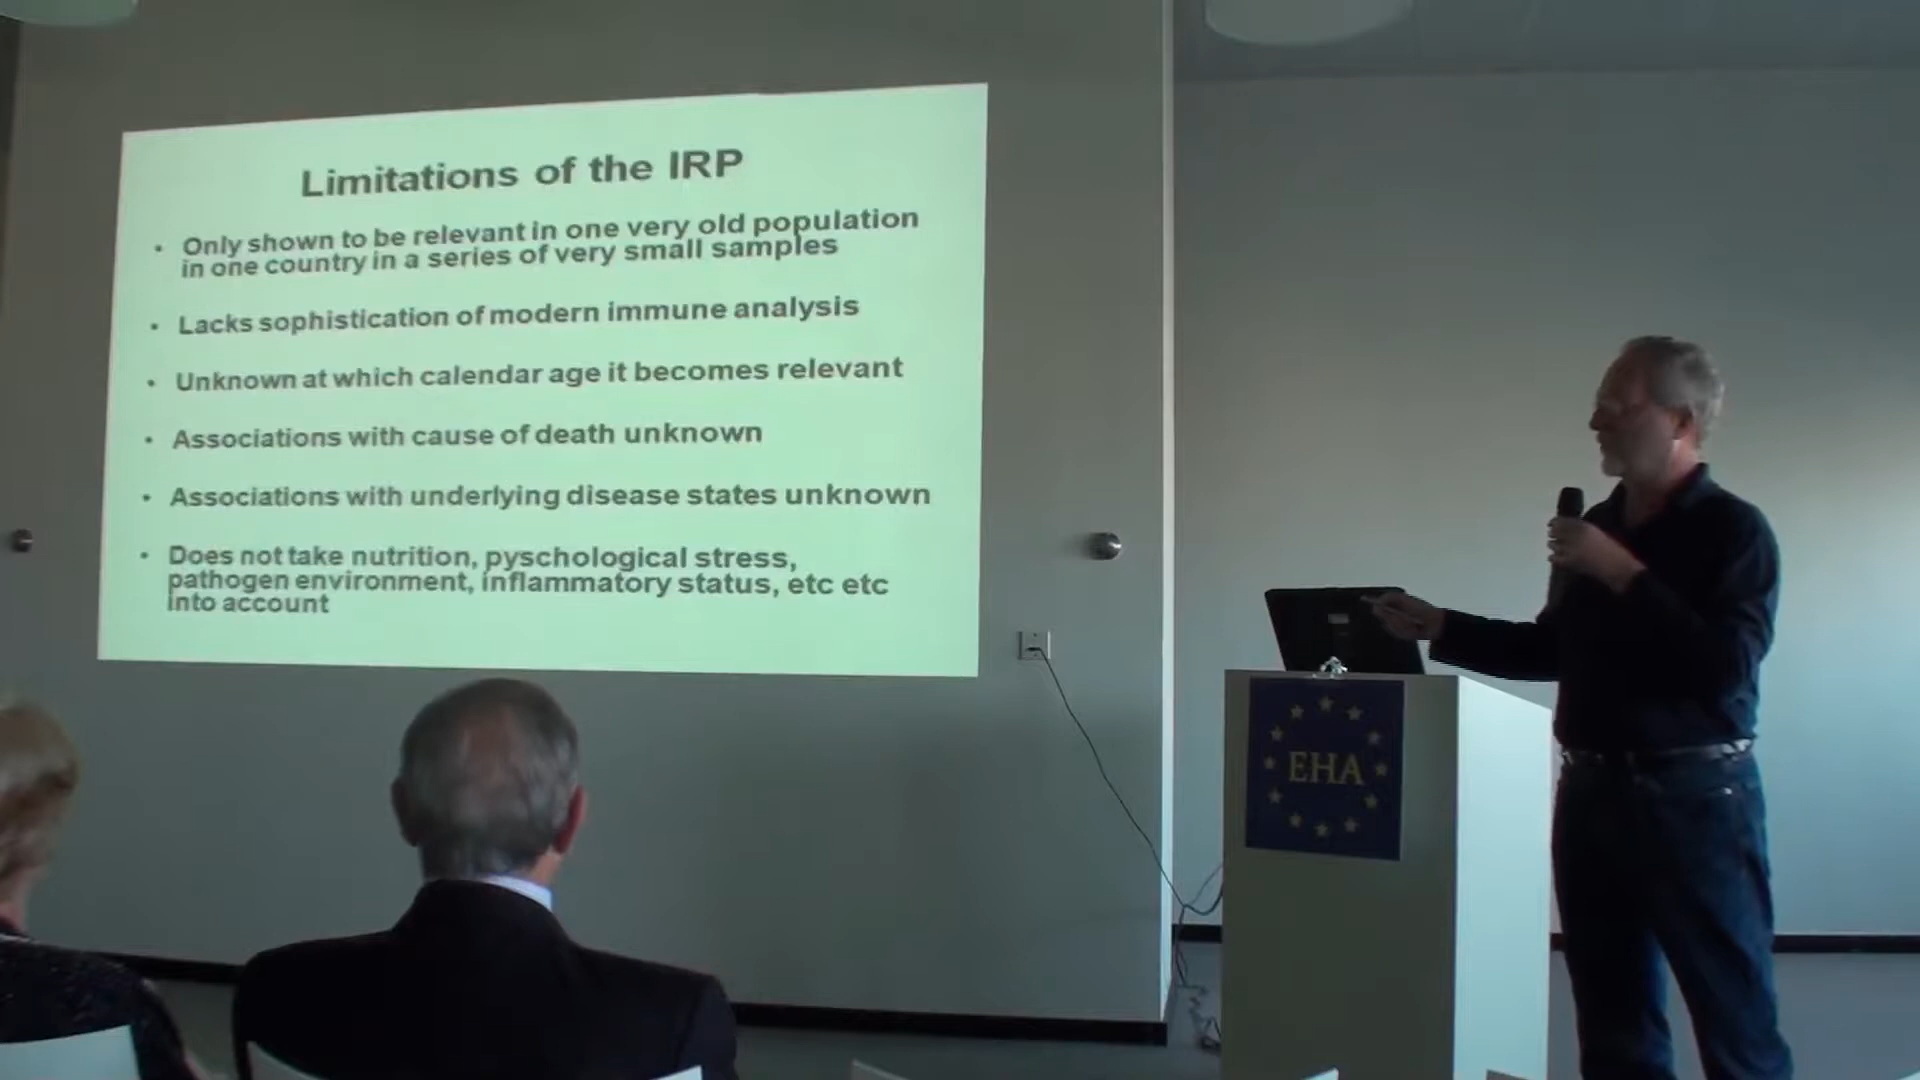 Limitations of the IRP
• Only shown to be relevant in one very old population
in one country in a series of very small samples
• Lacks sophistication of modern immune analysis
• Unknown at which calendar age it becomes relevant
• Associations with cause of death unknown
• Associations with underlying disease states unknown
• Does not take nutrition, pyschological stress,
pathogen environment, inflammatory status, etc etc
into account
EHA